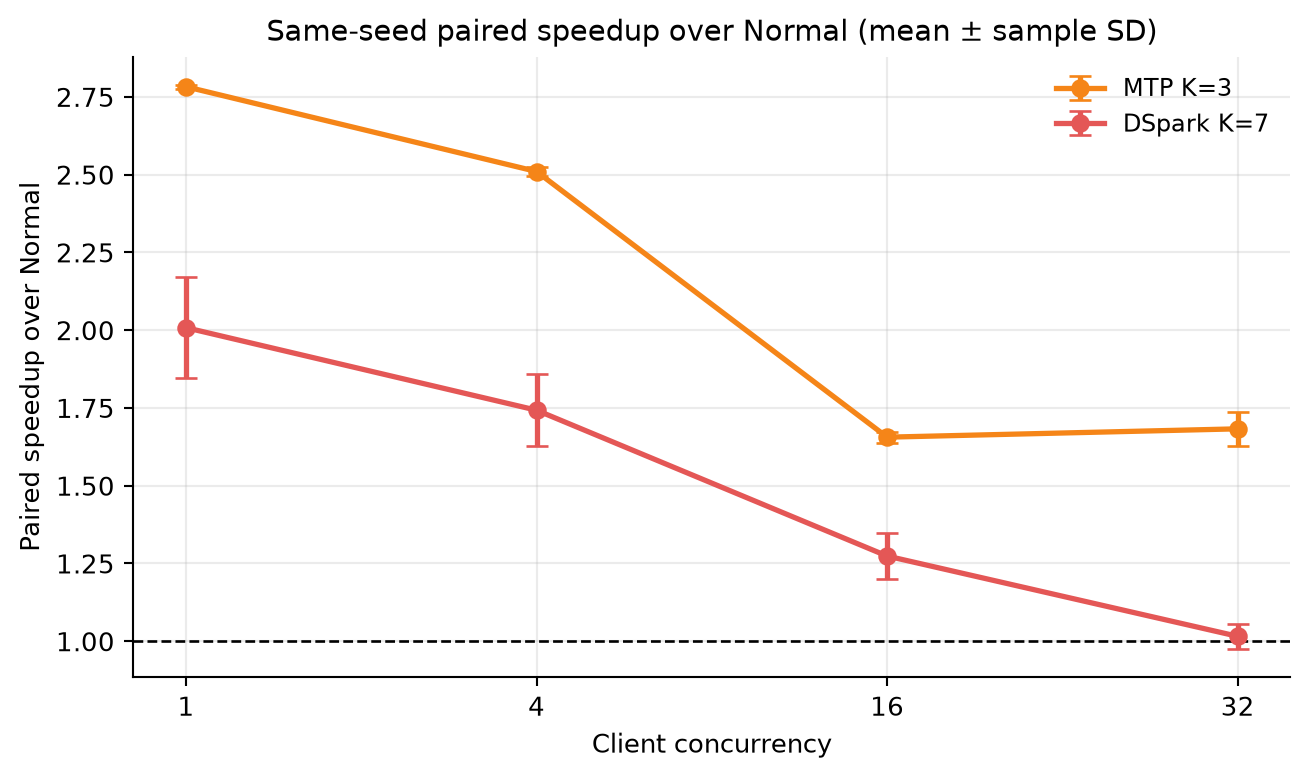 Same-seed paired speedup over Normal (mean ± sample SD)
MTP K=3
DSpark K=7
Paired speedup over Normal
2.75
2.50
2.25
2.00
1.75
1.50
1.25
1.00
1
4
16
32
Client concurrency